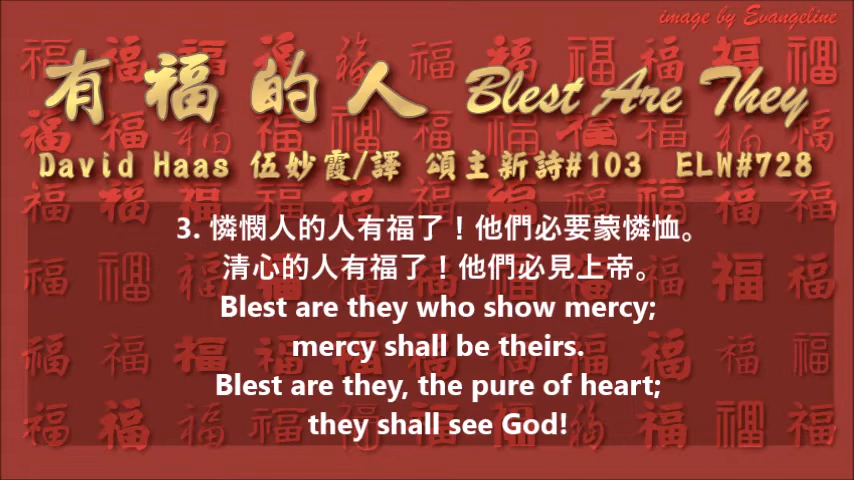 image by Evangeline
有福的人 Blest Are They
David Haas 伍妙霞/譯 頌主新詩#103 ELW#728
3. 憐憫人的人有福了！他們必要蒙憐恤。
清心的人有福了！他們必見上帝。
Blest are they who show mercy;
mercy shall be theirs.
Blest are they, the pure of heart;
they shall see God!